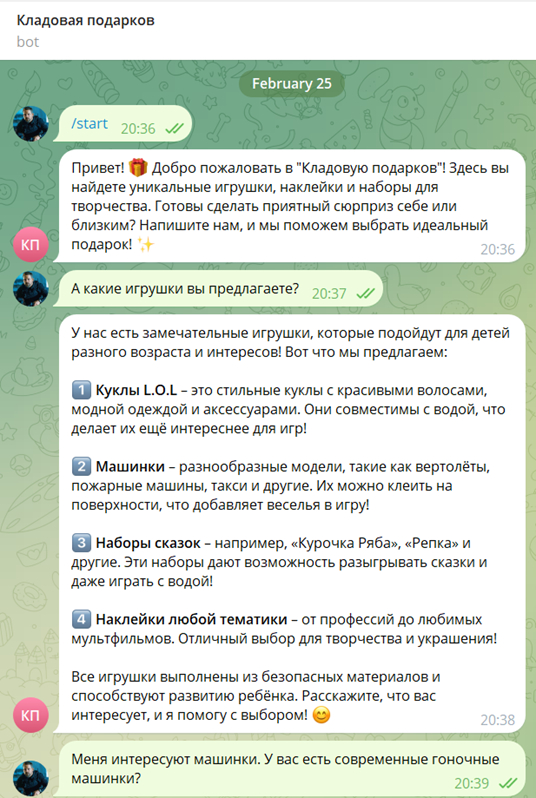 Кладовая подарков
bot
February 25
/start 20:36
Привет! 🎁 Добро пожаловать в "Кладовую подарков"! Здесь вы
найдете уникальные игрушки, наклейки и наборы для
творчества. Готовы сделать приятный сюрприз себе или
близким? Напишите нам, и мы поможем выбрать идеальный
подарок! ✨ 20:36
КП
А какие игрушки вы предлагаете? 20:37
У нас есть замечательные игрушки, которые подойдут для детей
разного возраста и интересов! Вот что мы предлагаем:
1️⃣ Куклы L.O.L – это стильные куклы с красивыми волосами,
модной одеждой и аксессуарами. Они совместимы с водой, что
делает их ещё интереснее для игр!
2️⃣ Машинки – разнообразные модели, такие как вертолёты,
пожарные машины, такси и другие. Их можно клеить на
поверхности, что добавляет веселья в игру!
3️⃣ Наборы сказок – например, «Курочка Ряба», «Репка» и
другие. Эти наборы дают возможность разыгрывать сказки и
даже играть с водой!
4️⃣ Наклейки любой тематики – от профессий до любимых
мультфильмов. Отличный выбор для творчества и украшения!
Все игрушки выполнены из безопасных материалов и
способствуют развитию ребёнка. Расскажите, что вас
интересует, и я помогу с выбором! 😊 20:38
КП
Меня интересуют машинки. У вас есть современные гоночные
машинки? 20:39